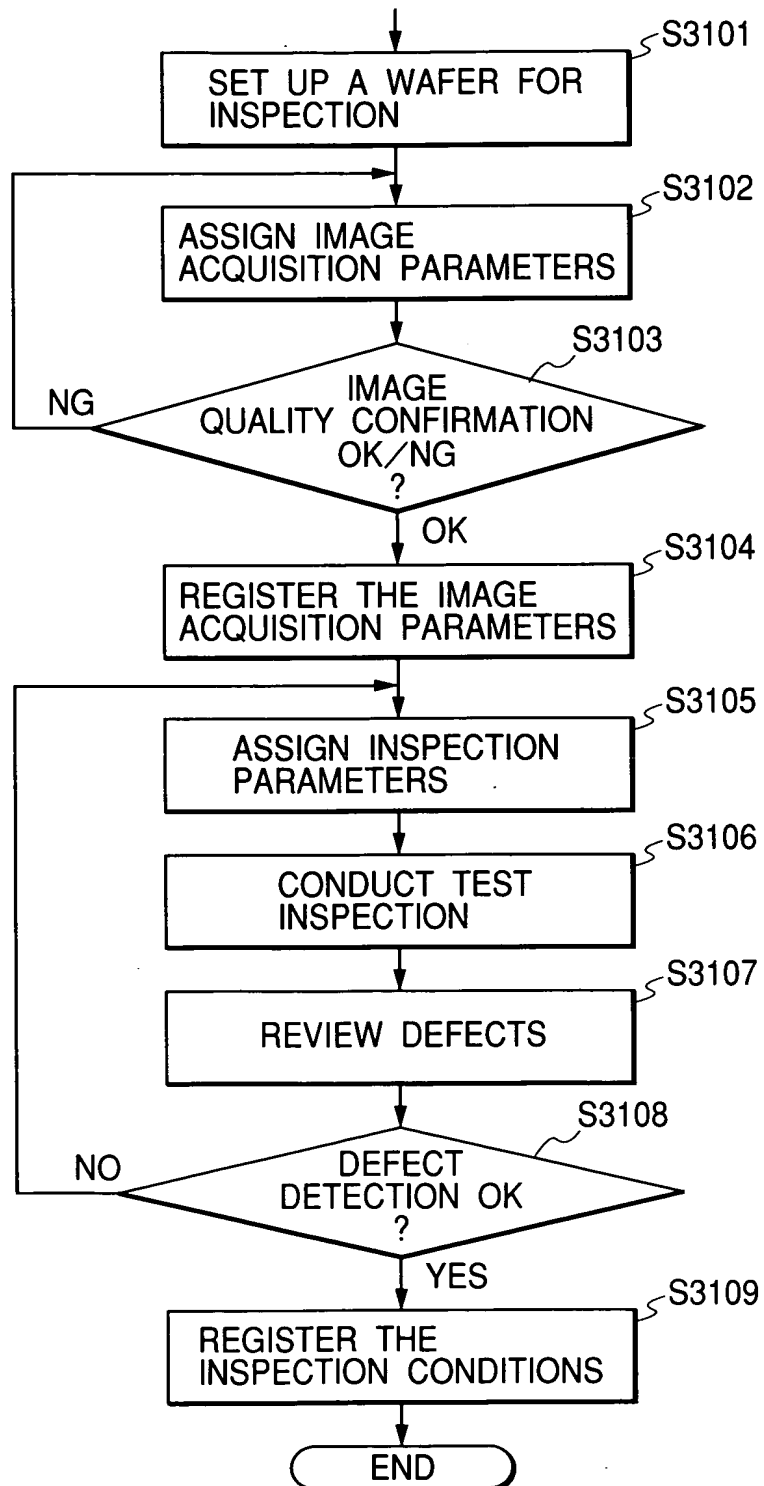 S3101
SET UP A WAFER FOR
INSPECTION
S3102
ASSIGN IMAGE
ACQUISITION PARAMETERS
S3103
IMAGE
QUALITY CONFIRMATION
OK/NG
?
NG
OK
S3104
REGISTER THE IMAGE
ACQUISITION PARAMETERS
S3105
ASSIGN INSPECTION
PARAMETERS
S3106
CONDUCT TEST
INSPECTION
S3107
REVIEW DEFECTS
S3108
DEFECT
DETECTION OK
?
NO
YES
S3109
REGISTER THE
INSPECTION CONDITIONS
END